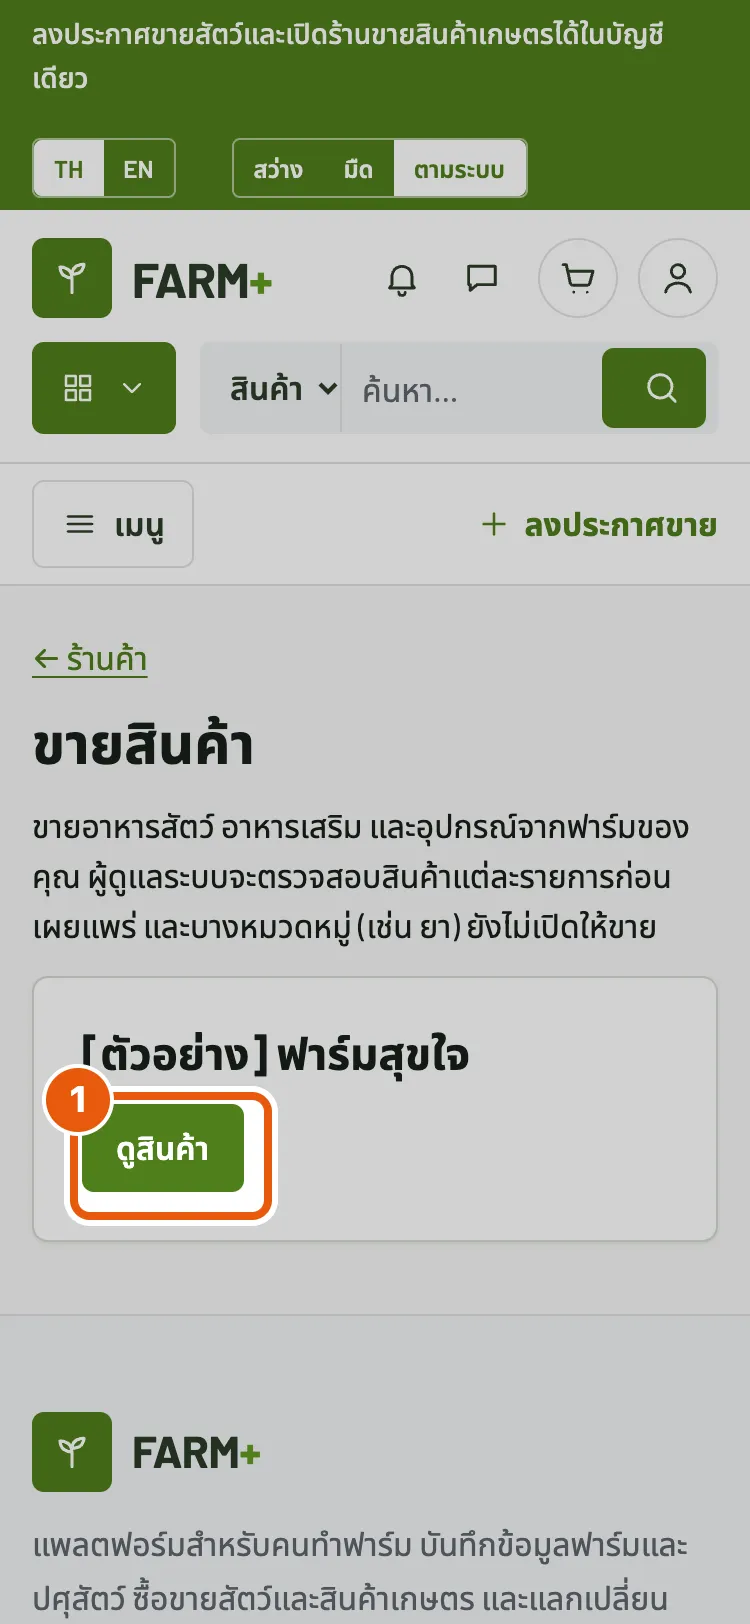 ลงประกาศขายสัตว์และเปิดร้านขายสินค้าเกษตรได้ในบัญชี
เดียว
TH EN สว่าง มืด ตามระบบ
FARM+
สินค้า ค้นหา...
เมนู + ลงประกาศขาย
← ร้านค้า
ขายสินค้า
ขายอาหารสัตว์ อาหารเสริม และอุปกรณ์จากฟาร์มของ
คุณ ผู้ดูแลระบบจะตรวจสอบสินค้าแต่ละรายการก่อน
เผยแพร่ และบางหมวดหมู่ (เช่น ยา) ยังไม่เปิดให้ขาย
[ตัวอย่าง] ฟาร์มสุขใจ
1
ดูสินค้า
FARM+
แพลตฟอร์มสำหรับคนทำฟาร์ม บันทึกข้อมูลฟาร์มและ
ปศุสัตว์ ซื้อขายสัตว์และสินค้าเกษตร และแลกเปลี่ยน